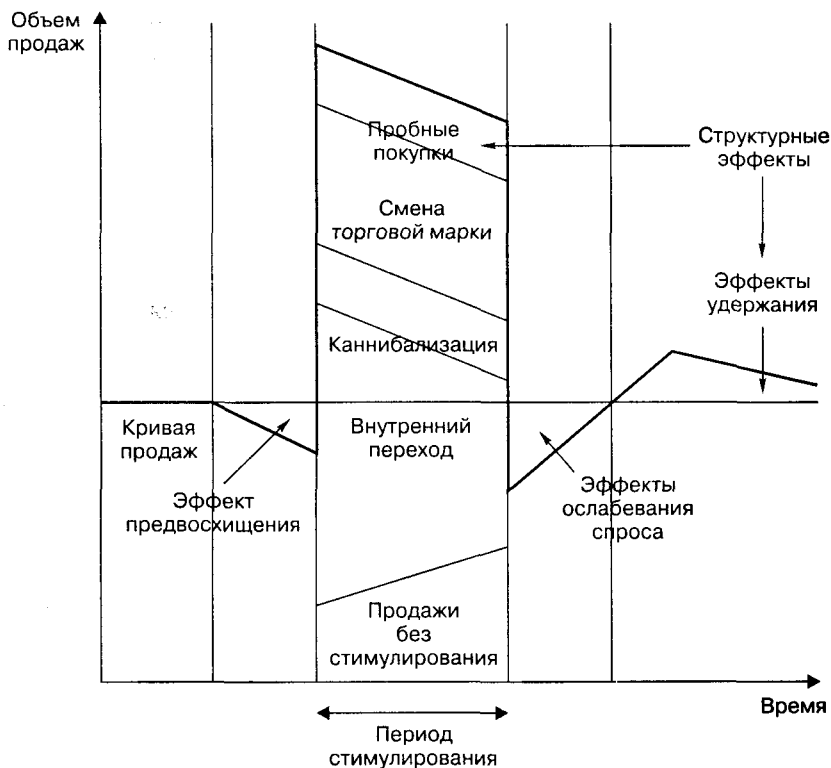 Объем
продаж
Пробные
покупки
Структурные
эффекты
Смена
торговой марки
Эффекты
удержания
Каннибализация
Кривая
продаж
Внутренний
переход
Эффект
предвосхищения
Эффекты
ослабевания
спроса
Продажи
без
стимулирования
Время
Период
стимулирования